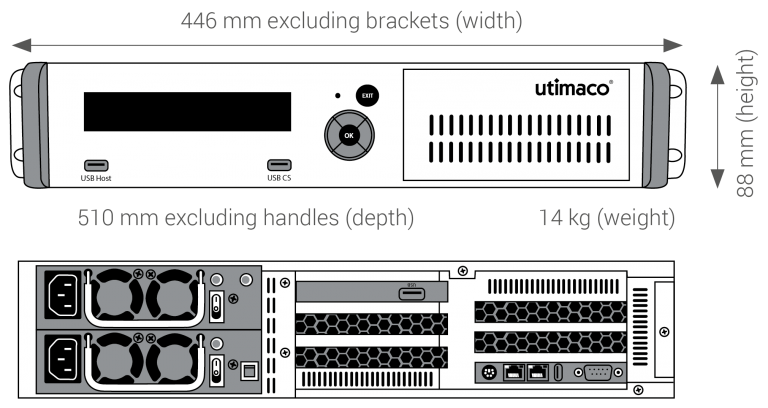 446 mm excluding brackets (width)
utimaco®
EXIT
OK
USB Host
USB CS
88 mm (height)
510 mm excluding handles (depth)
14 kg (weight)
USB